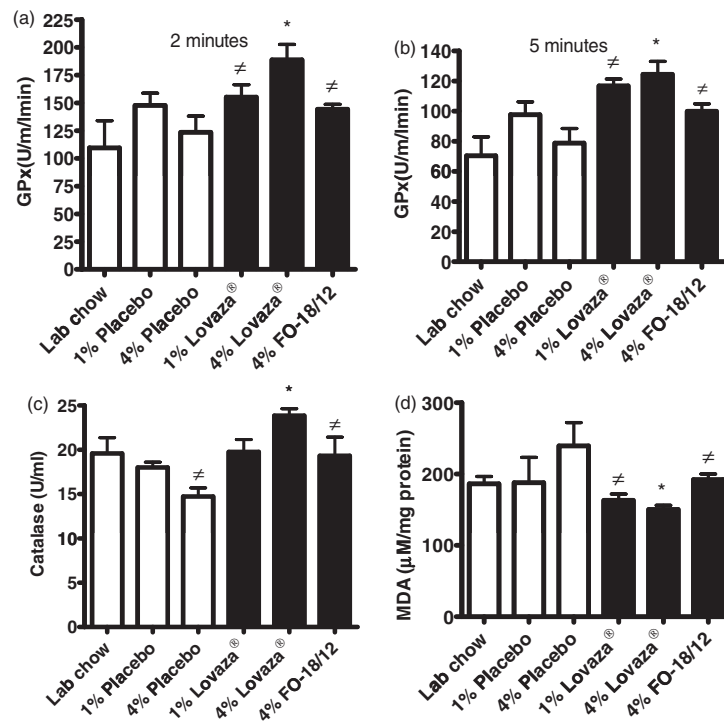 (a)
2 minutes
GPx(U/m/lmin)
225
200
175
150
125
100
75
50
25
0
≠
*
≠
Lab chow
1% Placebo
4% Placebo
1% Lovaza®
4% Lovaza®
4% FO-18/12
(b)
5 minutes
GPx(U/m/lmin)
140
120
100
80
60
40
20
0
≠
*
≠
Lab chow
1% Placebo
4% Placebo
1% Lovaza®
4% Lovaza®
4% FO-18/12
(c)
Catalase (U/ml)
25
20
15
10
5
0
≠
*
≠
Lab chow
1% Placebo
4% Placebo
1% Lovaza®
4% Lovaza®
4% FO-18/12
(d)
MDA (μM/mg protein)
300
200
100
0
≠
*
≠
Lab chow
1% Placebo
4% Placebo
1% Lovaza®
4% Lovaza®
4% FO-18/12